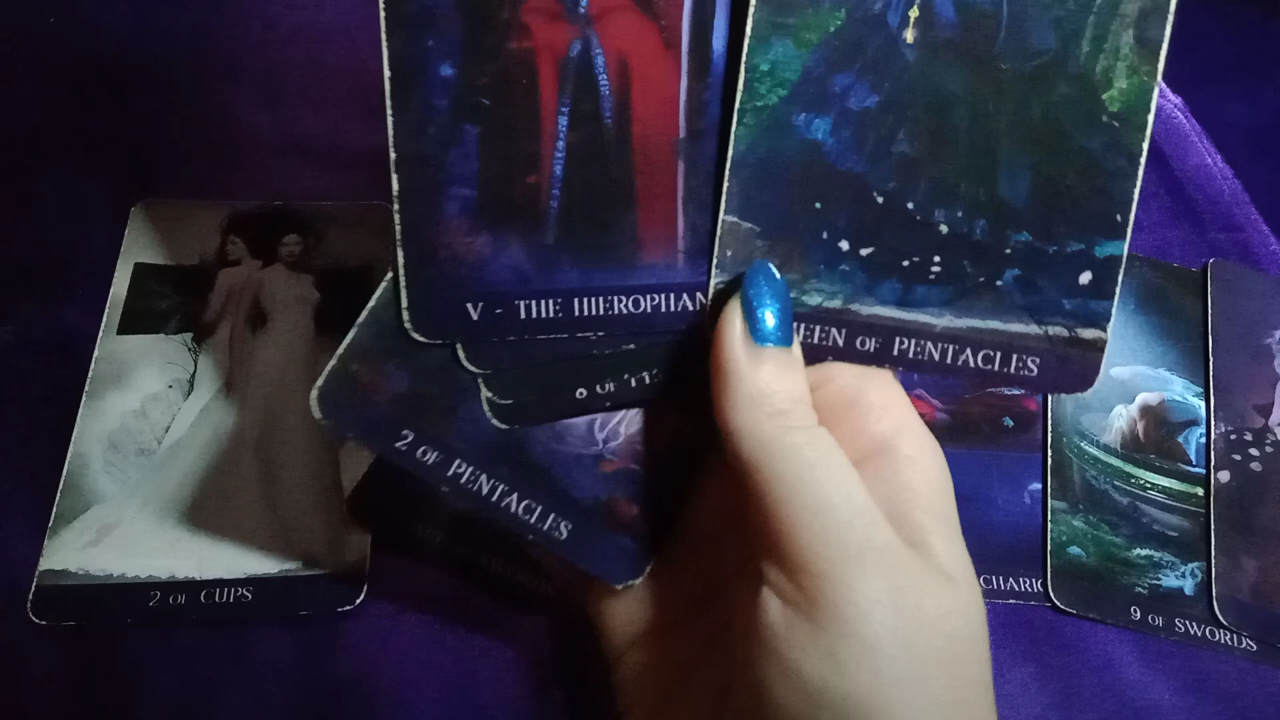 V - THE HIEROPHAN
EEN OF PENTACLES
2 OF PENTACLES
2 OF CUPS
CHARIO
9 OF SWORDS